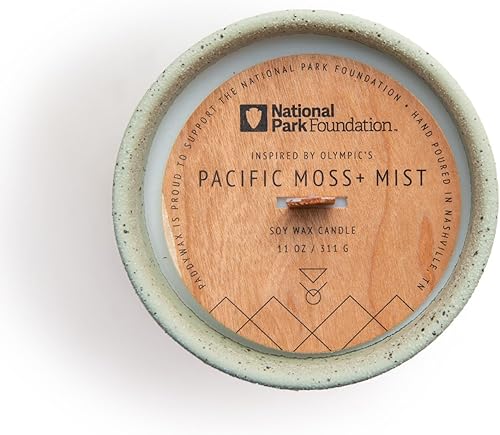 PADDYWAX IS PROUD TO SUPPORT THE NATIONAL PARK FOUNDATION • HAND POURED IN NASHVILLE, TN
National
Park Foundation™
INSPIRED BY OLYMPIC'S
PACIFIC MOSS+ MIST
SOY WAX CANDLE
11 OZ / 311 G